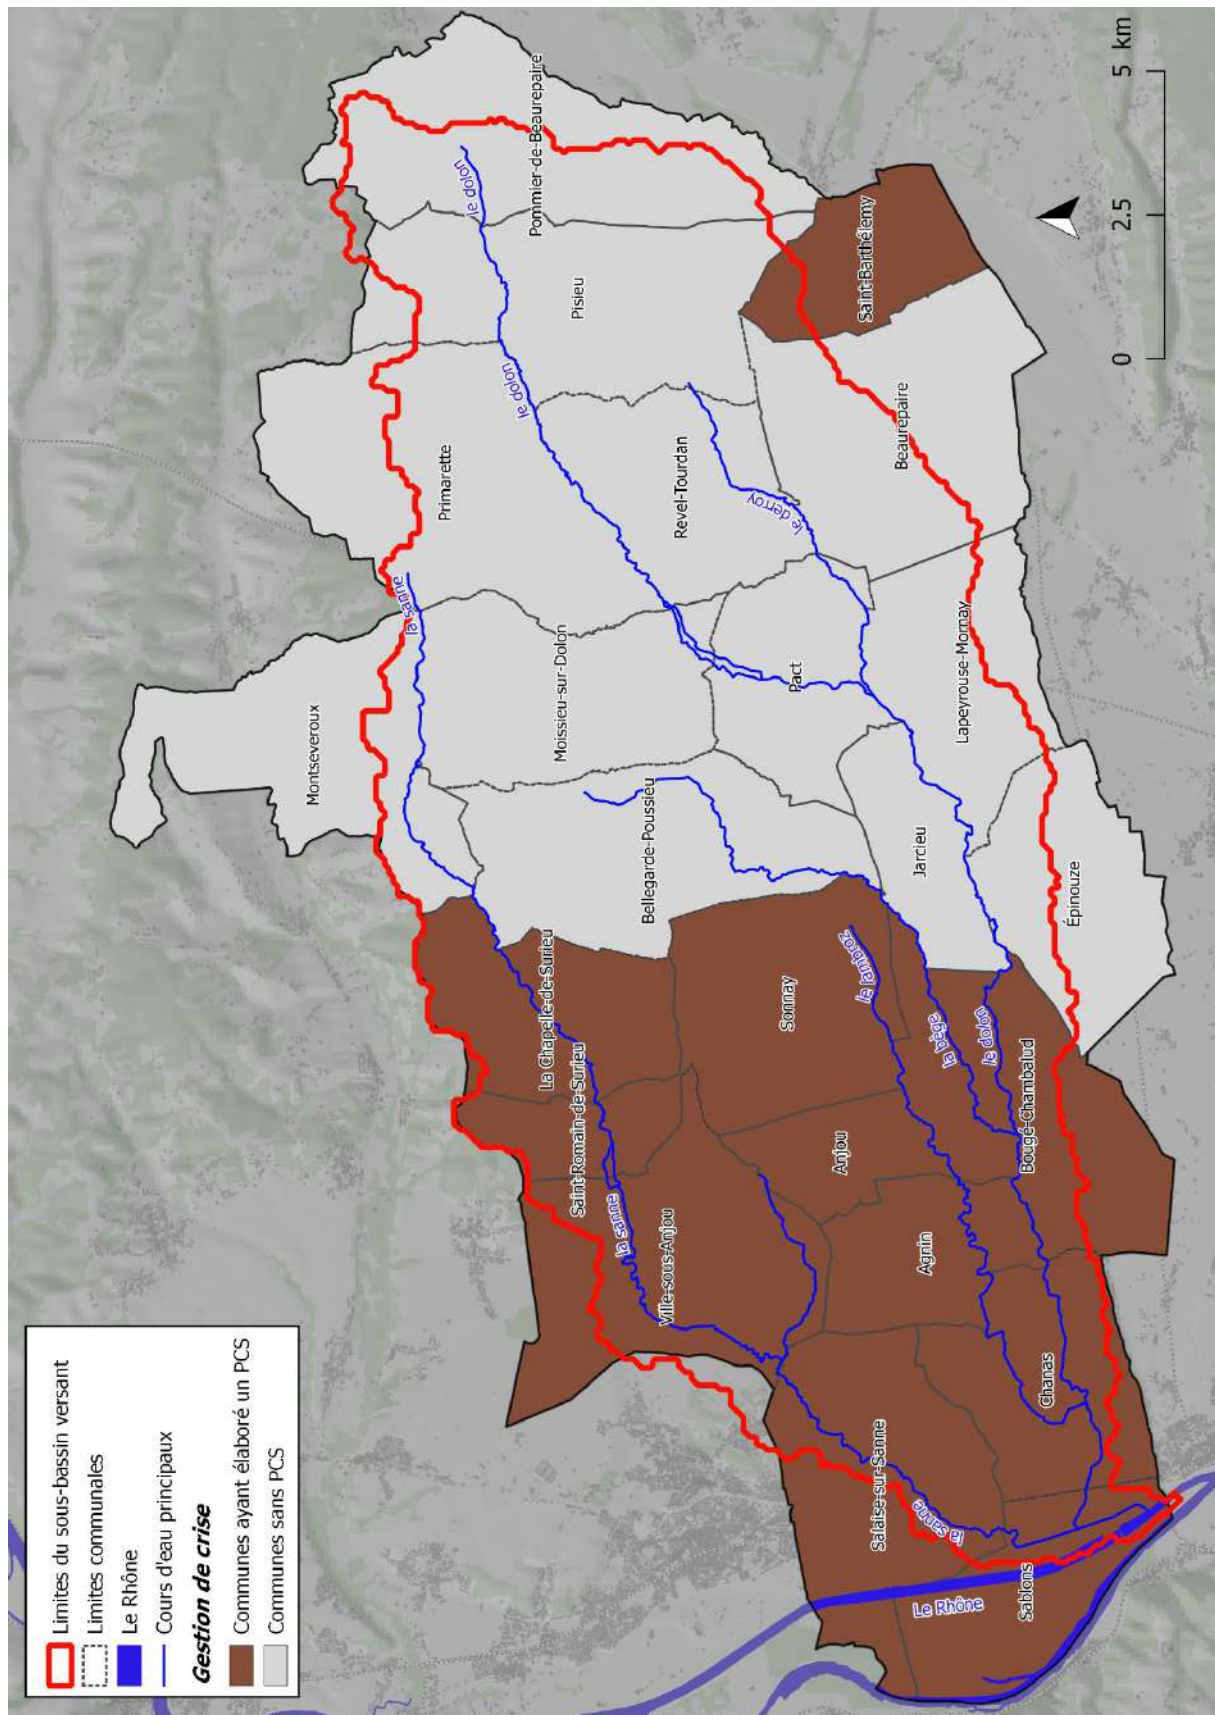 Limites du sous-bassin versant
Limites communales
Le Rhône
Cours d'eau principaux
Gestion de crise
Communes ayant élaboré un PCS
Communes sans PCS
Montseveroux
la sanne
Primarette
le dolon
Pommier-de-Beaurepaire
Pisieu
le dolon
Moissieu-sur-Dolon
Revel-Tourdan
le derroy
La Chapelle-de-Surieu
Saint-Romain-de-Surieu
la sanne
Ville-sous-Anjou
Bellegarde-Poussieu
Pact
Sonnay
le lambroz
Anjou
Agnin
Salaise-sur-Sanne
la sanne
Le Rhône
Sablons
Chanas
Bougé-Chambalud
la bège
le dolon
Jarcieu
Épinouze
Lapeyrouse-Mornay
Beaurepaire
Saint-Barthélemy
0 2.5 5 km